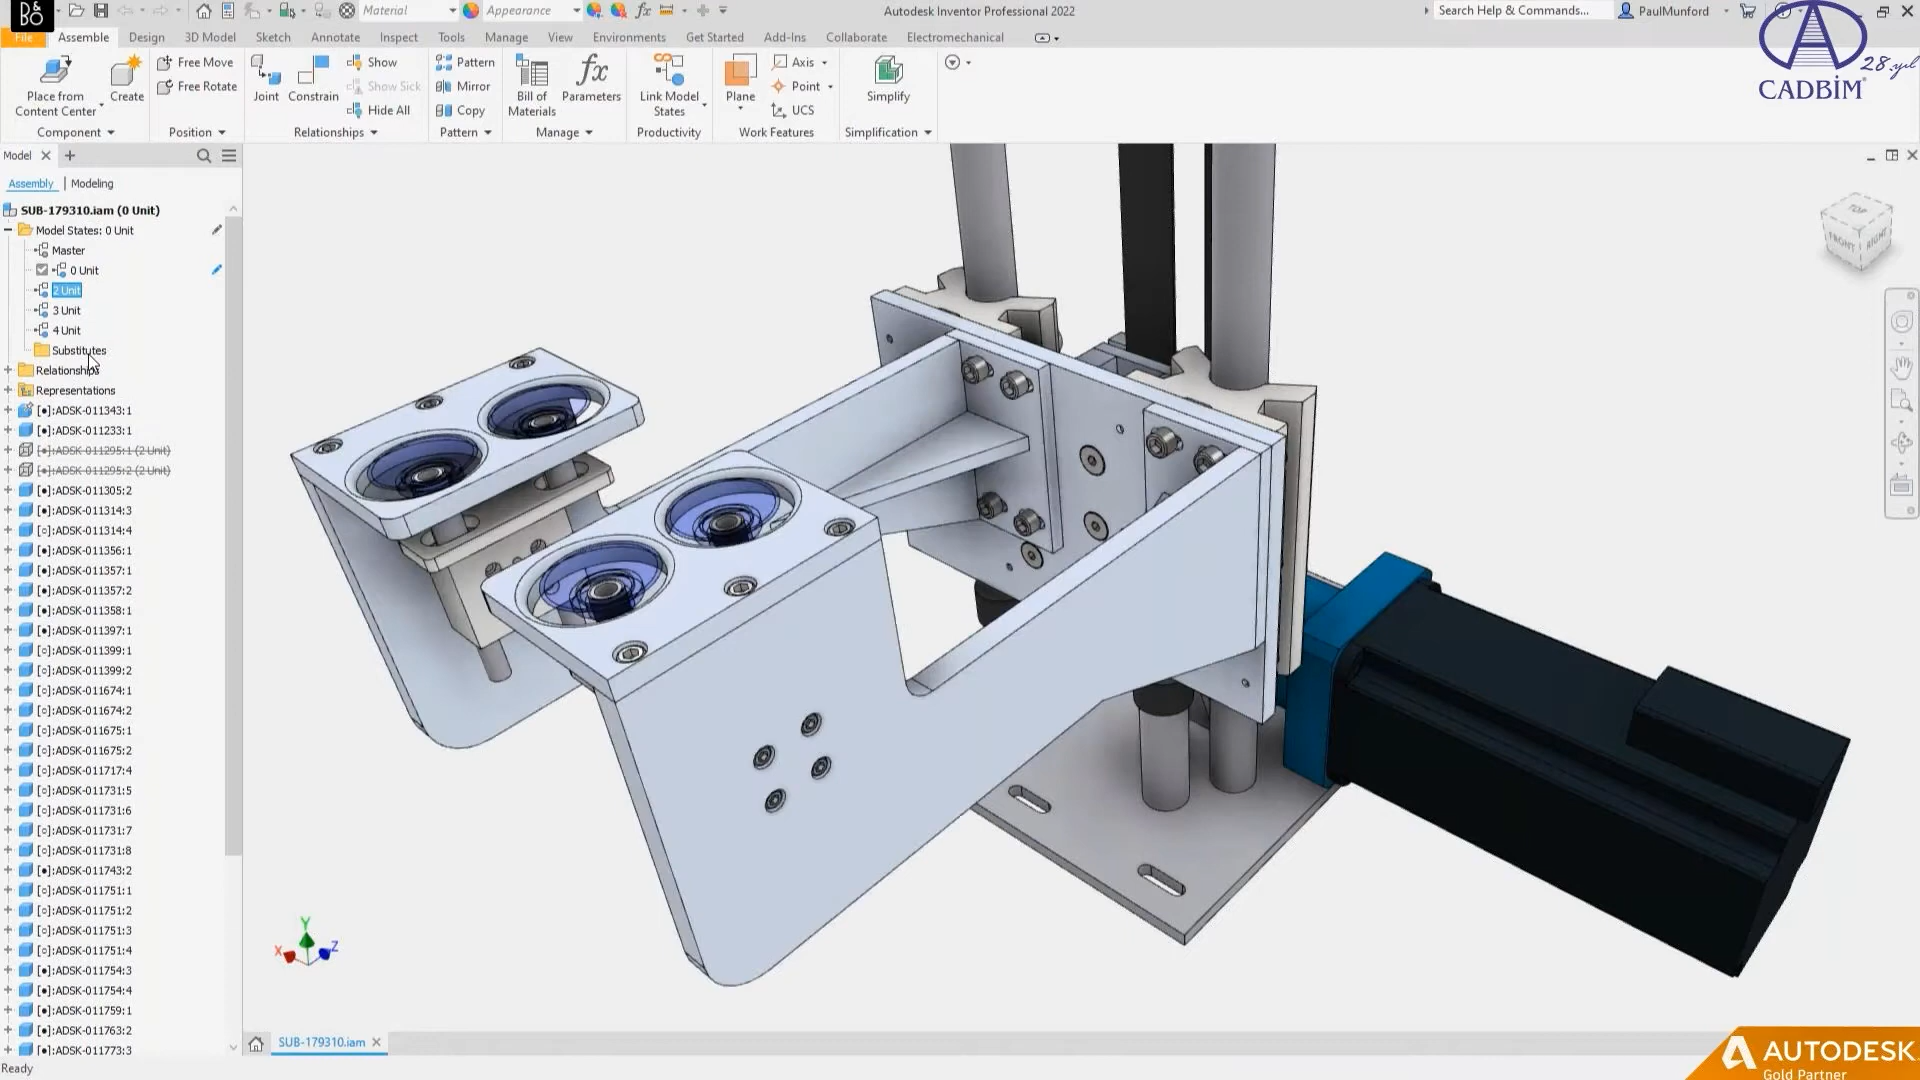 B&
BO
Material
Appearance
fx
Autodesk Inventor Professional 2022
Search Help & Commands...
PaulMunford
File
Assemble
Design
3D Model
Sketch
Annotate
Inspect
Tools
Manage
View
Environments
Get Started
Add-Ins
Collaborate
Electromechanical
Place from
Content Center
Create
Component
Free Move
Free Rotate
Position
Joint
Constrain
Show
Show Sick
Hide All
Relationships
Pattern
Mirror
Copy
Pattern
Bill of
Materials
fx
Parameters
Manage
Link Model
States
Productivity
Plane
Axis
Point
UCS
Work Features
Simplify
Simplification
28.yıl
CADBİM®
Model
Assembly
Modeling
SUB-179310.iam (0 Unit)
Model States: 0 Unit
Master
0 Unit
2 Unit
3 Unit
4 Unit
Substitutes
Relationships
Representations
[●]:ADSK-011343:1
[●]:ADSK-011233:1
[●]:ADSK-011295:1 (2 Unit)
[●]:ADSK-011295:2 (2 Unit)
[●]:ADSK-011305:2
[●]:ADSK-011314:3
[○]:ADSK-011314:4
[●]:ADSK-011356:1
[●]:ADSK-011357:1
[●]:ADSK-011357:2
[●]:ADSK-011358:1
[●]:ADSK-011397:1
[○]:ADSK-011399:1
[○]:ADSK-011399:2
[○]:ADSK-011674:1
[○]:ADSK-011674:2
[○]:ADSK-011675:1
[○]:ADSK-011675:2
[○]:ADSK-011717:4
[○]:ADSK-011731:5
[○]:ADSK-011731:6
[○]:ADSK-011731:7
[○]:ADSK-011731:8
[●]:ADSK-011743:2
[○]:ADSK-011751:1
[○]:ADSK-011751:2
[○]:ADSK-011751:3
[○]:ADSK-011751:4
[●]:ADSK-011754:3
[●]:ADSK-011754:4
[○]:ADSK-011759:1
[○]:ADSK-011763:2
[●]:ADSK-011773:3
TOP
FRONT
RIGHT
Y
X
Z
SUB-179310.iam
Ready
AUTODESK
Gold Partner